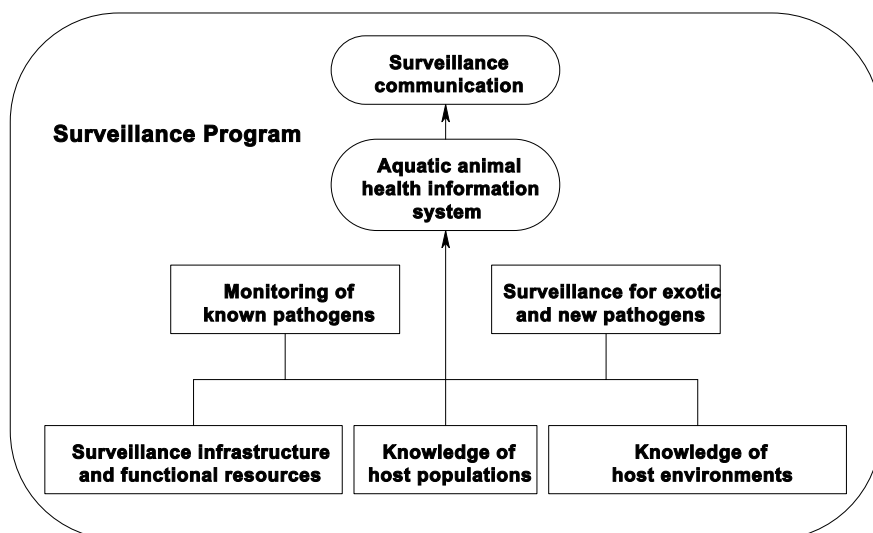 Surveillance
communication
Surveillance Program
Aquatic animal
health information
system
Monitoring of
known pathogens
Surveillance for exotic
and new pathogens
Surveillance infrastructure
and functional resources
Knowledge of
host populations
Knowledge of
host environments